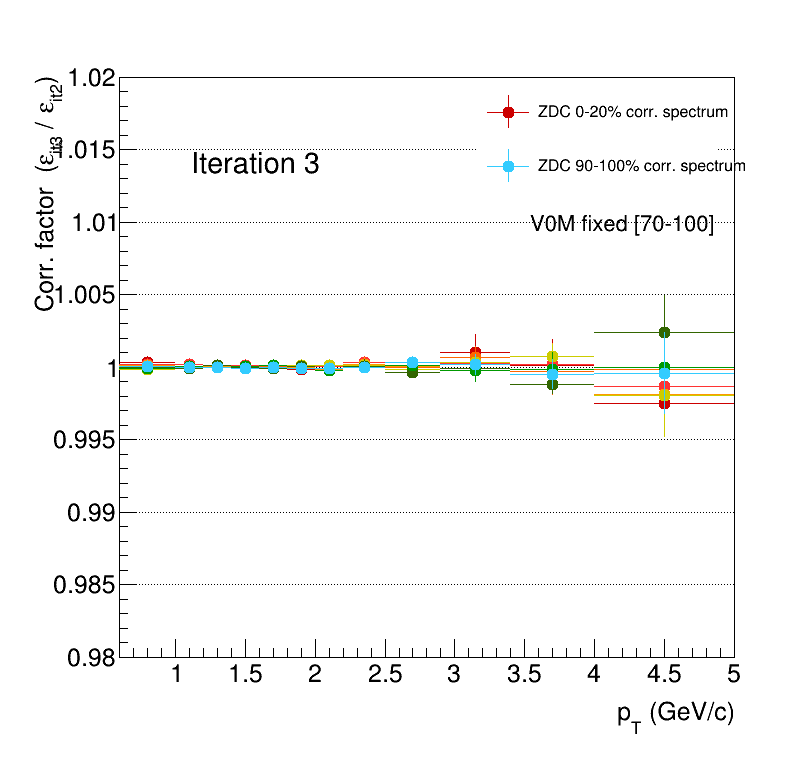 Corr. factor (ε_it3 / ε_it2)
1.02
1.015
1.01
1.005
1
0.995
0.99
0.985
0.98
ZDC 0-20% corr. spectrum
Iteration 3
ZDC 90-100% corr. spectrum
V0M fixed [70-100]
1 1.5 2 2.5 3 3.5 4 4.5 5
p_T (GeV/c)